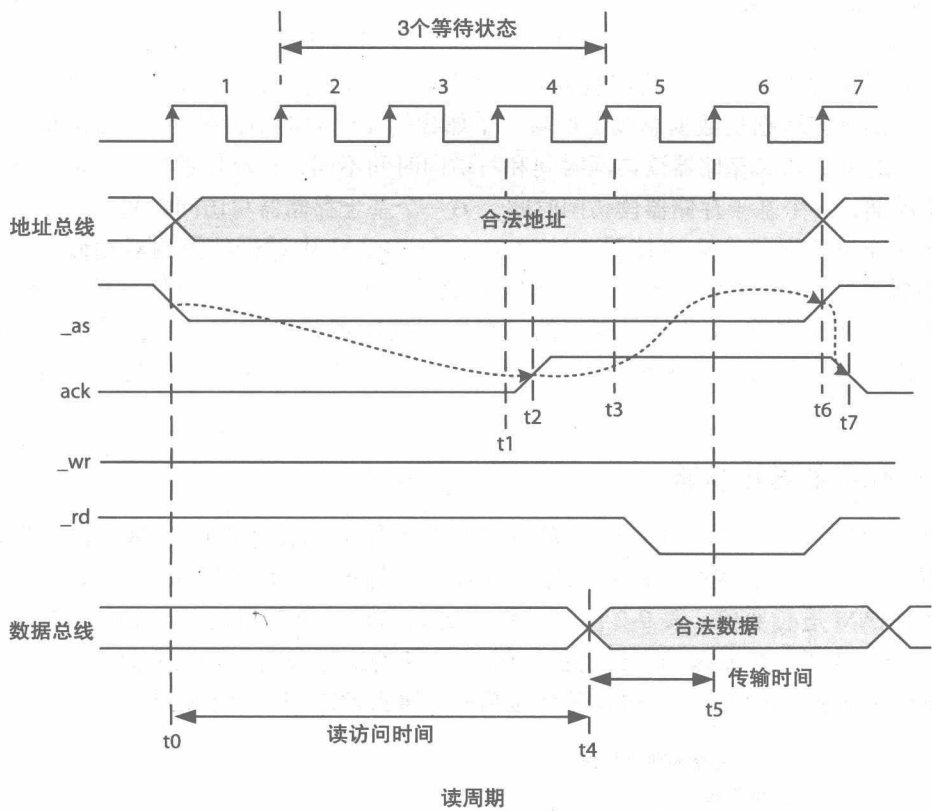 3个等待状态
1 2 3 4 5 6 7
地址总线
合法地址
_as
ack
t1
t2
t3
t6
t7
_wr
_rd
数据总线
合法数据
传输时间
t5
t0
读访问时间
t4
读周期